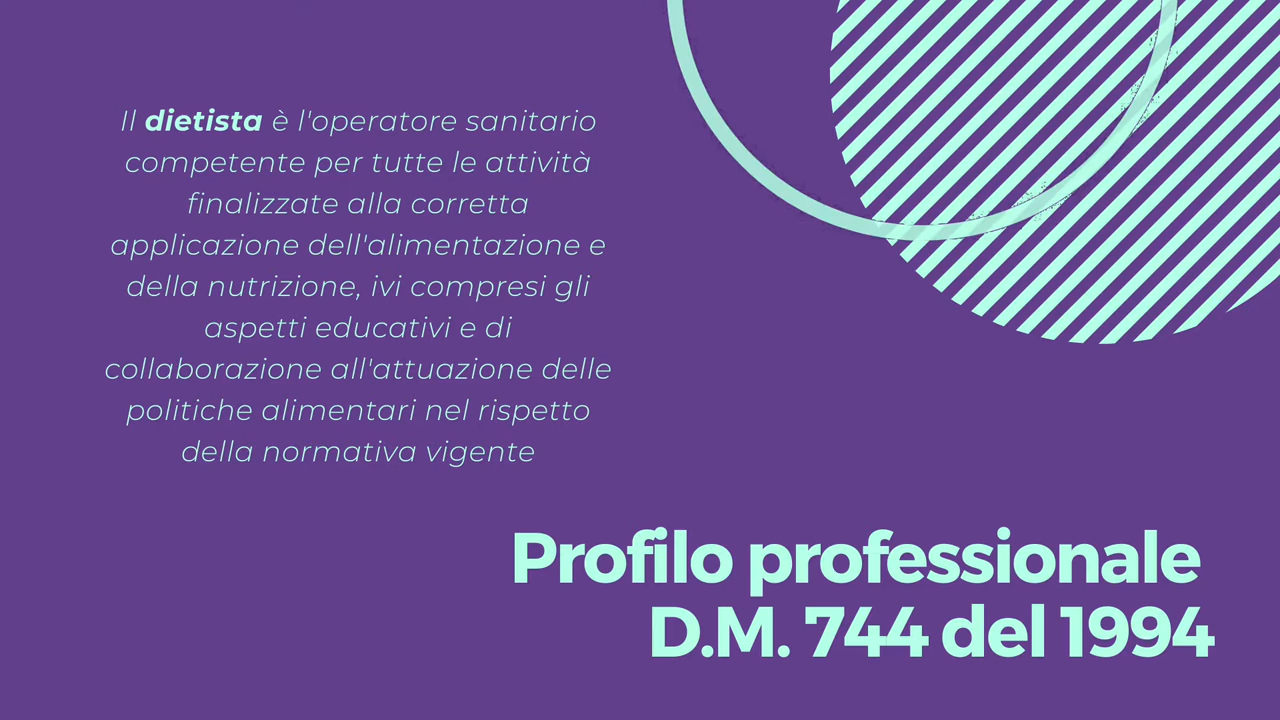 Il dietista è l'operatore sanitario
competente per tutte le attività
finalizzate alla corretta
applicazione dell'alimentazione e
della nutrizione, ivi compresi gli
aspetti educativi e di
collaborazione all'attuazione delle
politiche alimentari nel rispetto
della normativa vigente
Profilo professionale
D.M. 744 del 1994